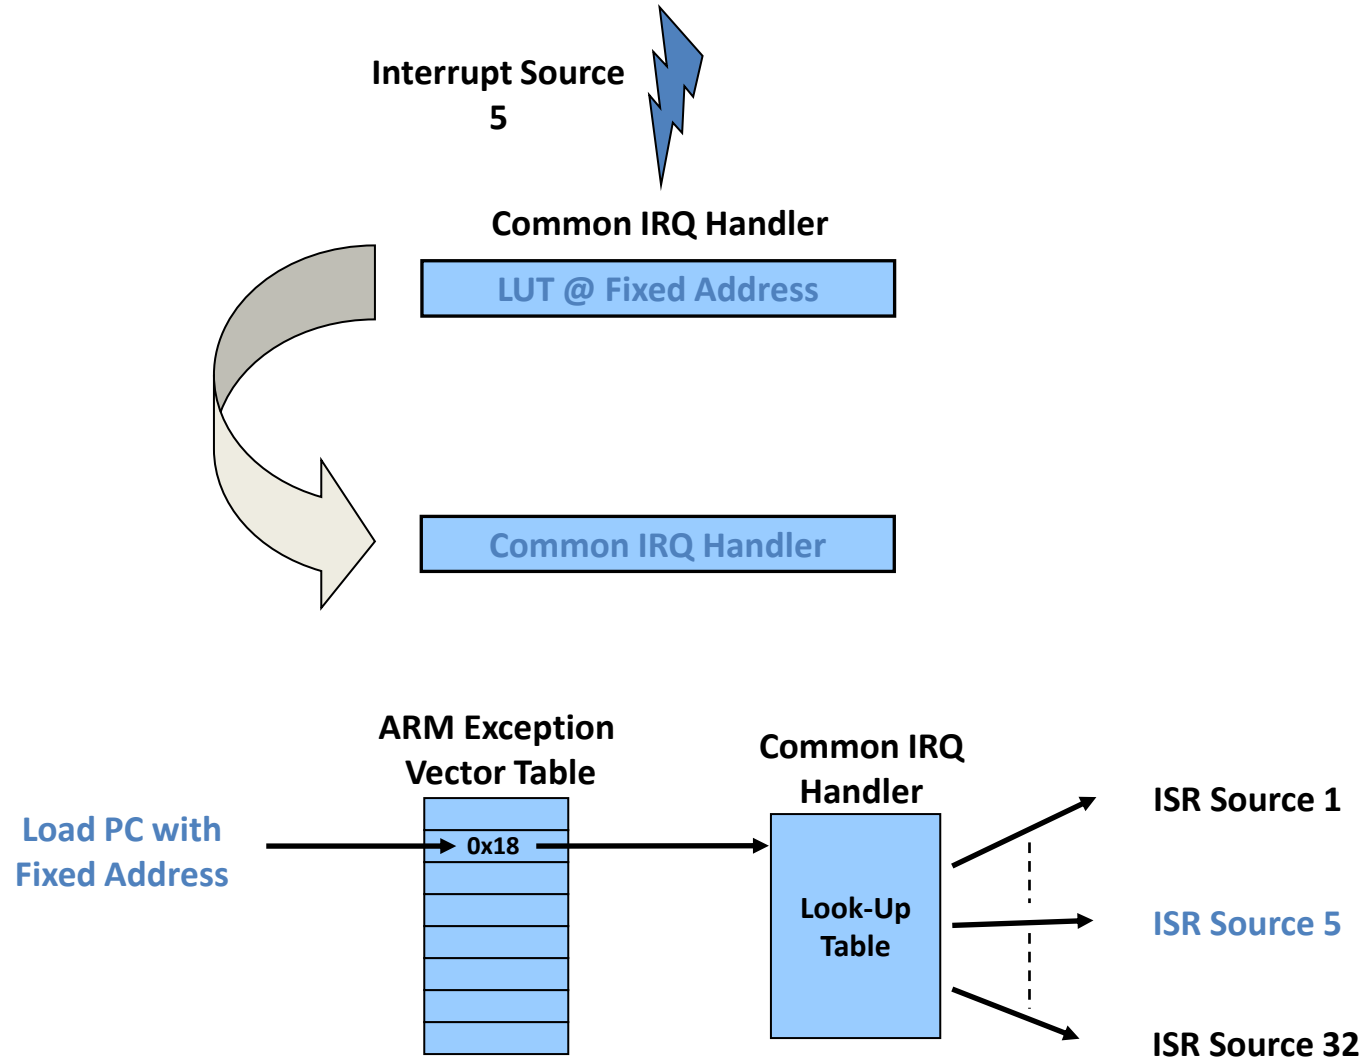 Interrupt Source
5
Common IRQ Handler
LUT @ Fixed Address
Common IRQ Handler
ARM Exception
Vector Table
Common IRQ
Handler
Load PC with
Fixed Address
0x18
Look-Up
Table
ISR Source 1
ISR Source 5
ISR Source 32